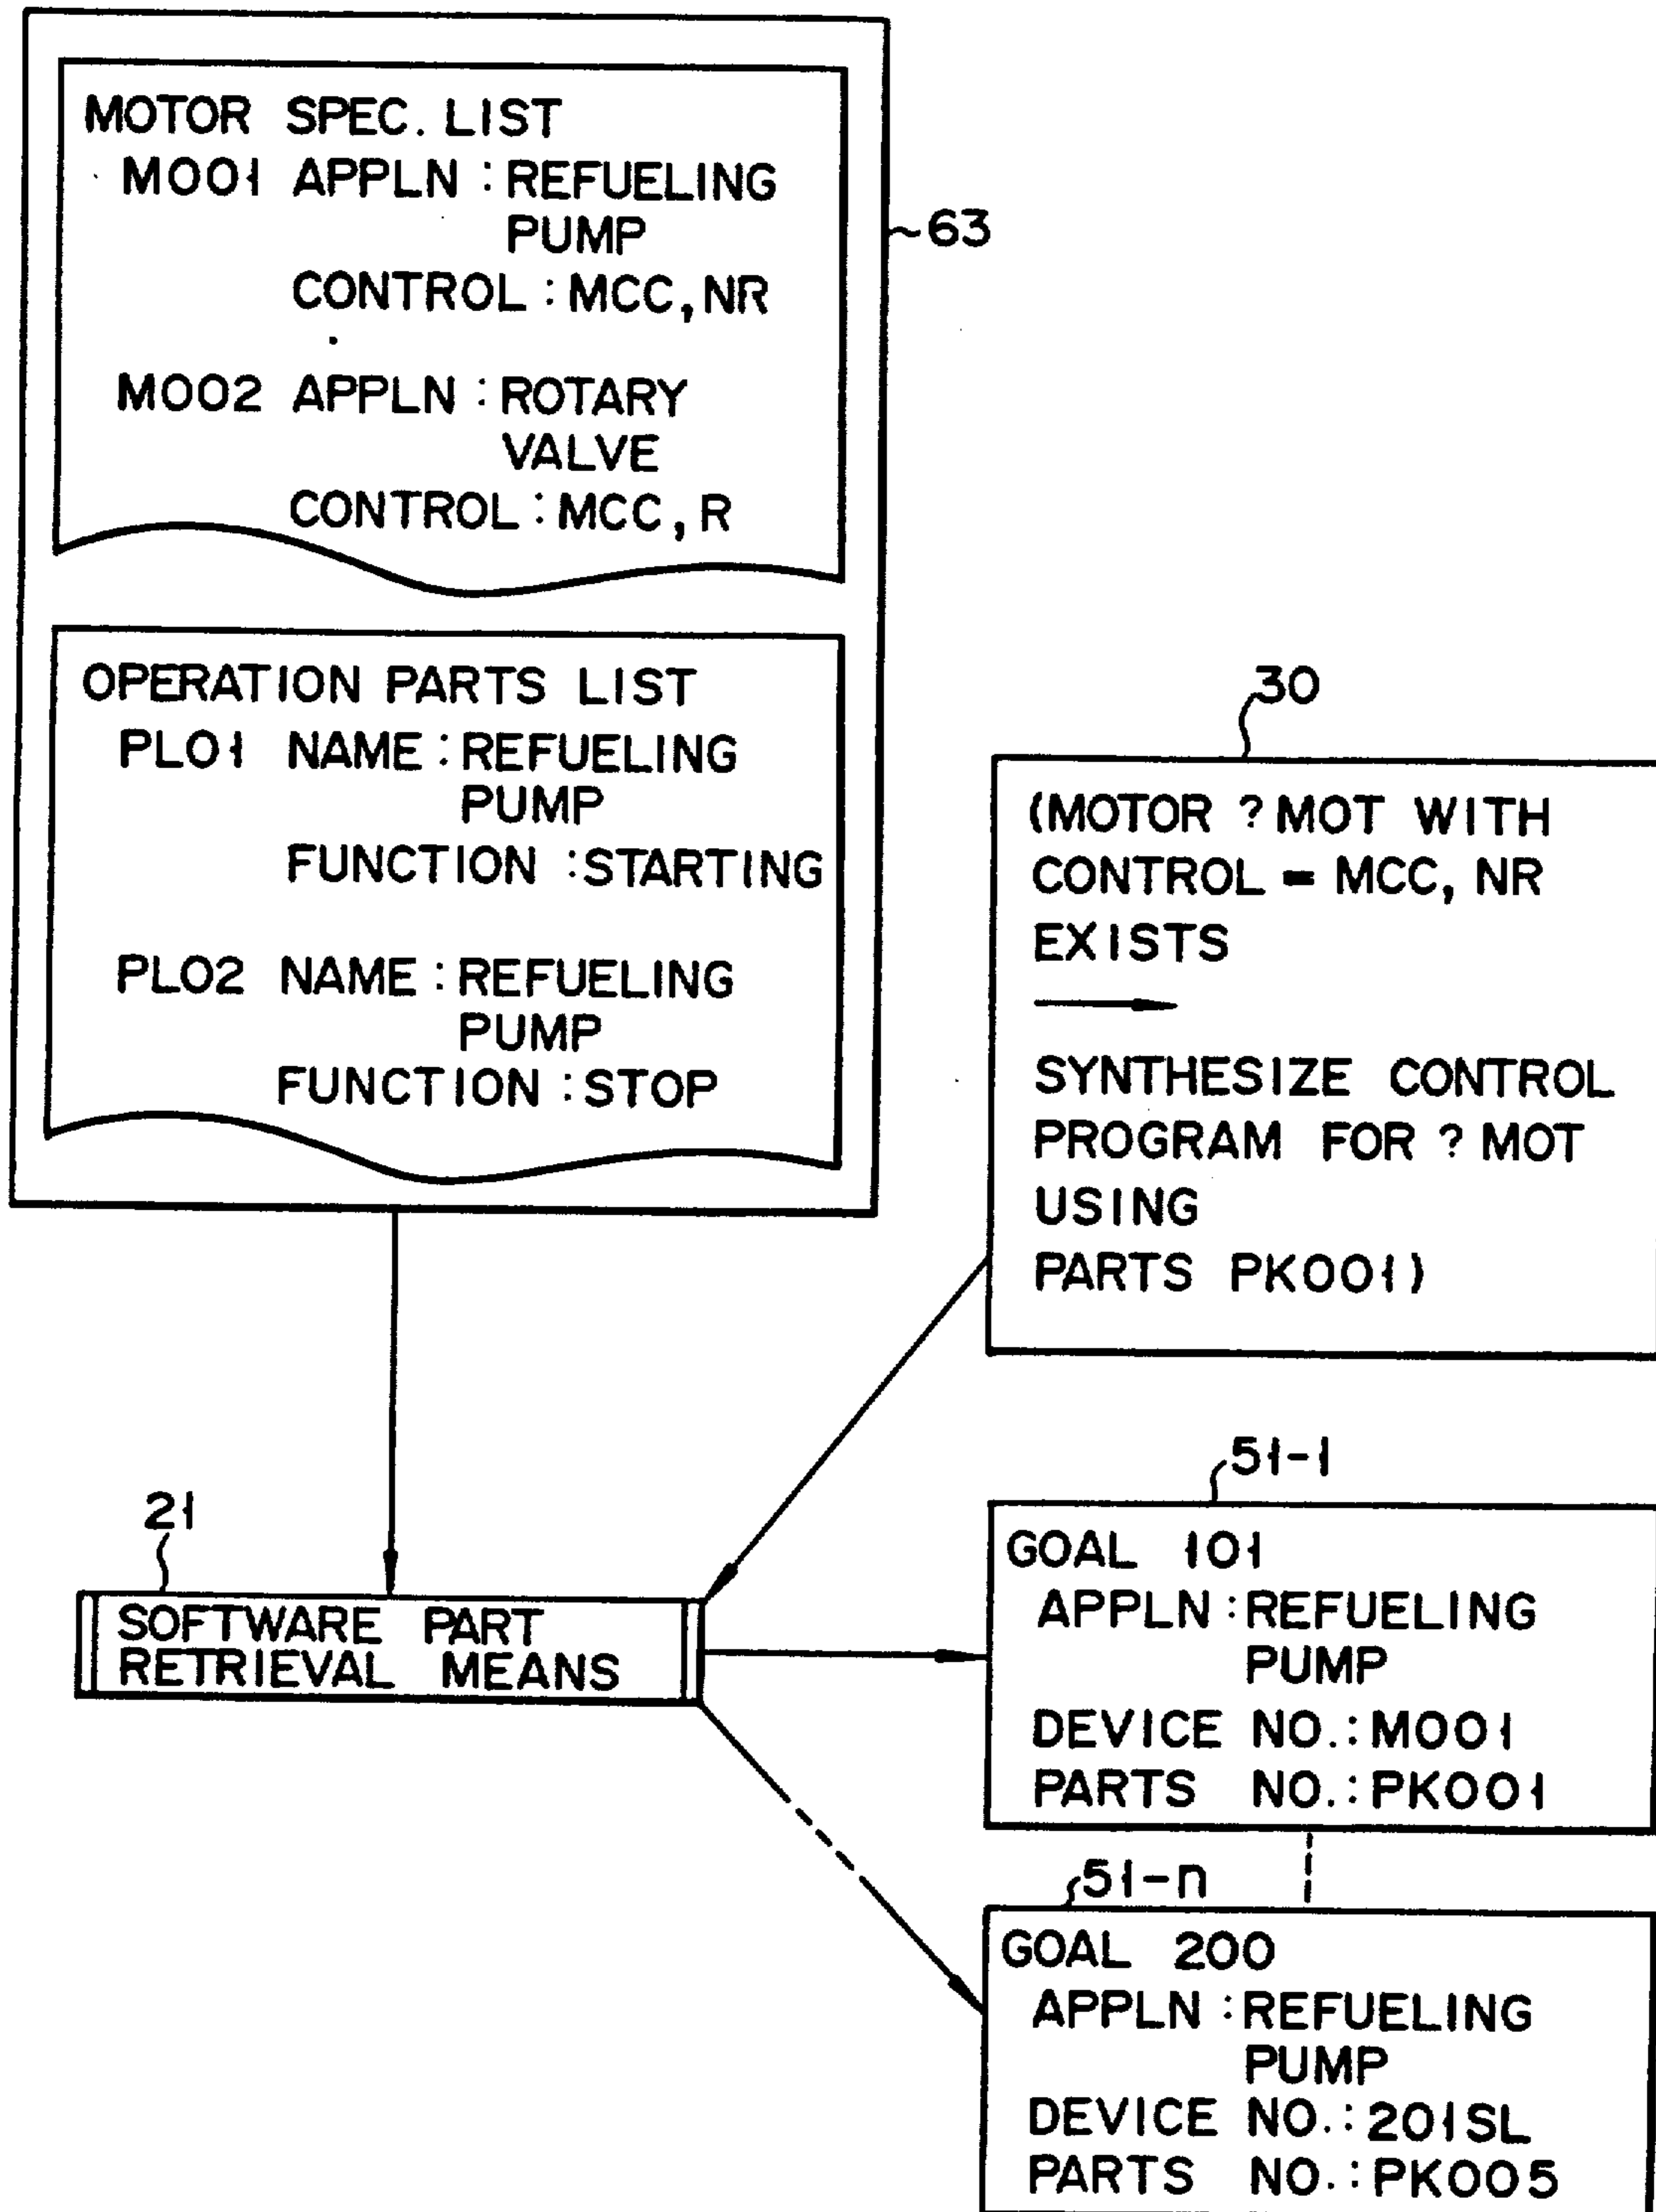 MOTOR SPEC. LIST
M001 APPLN : REFUELING
PUMP
CONTROL : MCC, NR
M002 APPLN : ROTARY
VALVE
CONTROL : MCC, R
63
OPERATION PARTS LIST
PL01 NAME : REFUELING
PUMP
FUNCTION : STARTING
PL02 NAME : REFUELING
PUMP
FUNCTION : STOP
30
(MOTOR ?MOT WITH
CONTROL = MCC, NR
EXISTS
SYNTHESIZE CONTROL
PROGRAM FOR ? MOT
USING
PARTS PK001)
21
SOFTWARE PART
RETRIEVAL MEANS
51-1
GOAL 101
APPLN : REFUELING
PUMP
DEVICE NO. : M001
PARTS NO. : PK001
51-n
GOAL 200
APPLN : REFUELING
PUMP
DEVICE NO. : 201SL
PARTS NO. : PK005